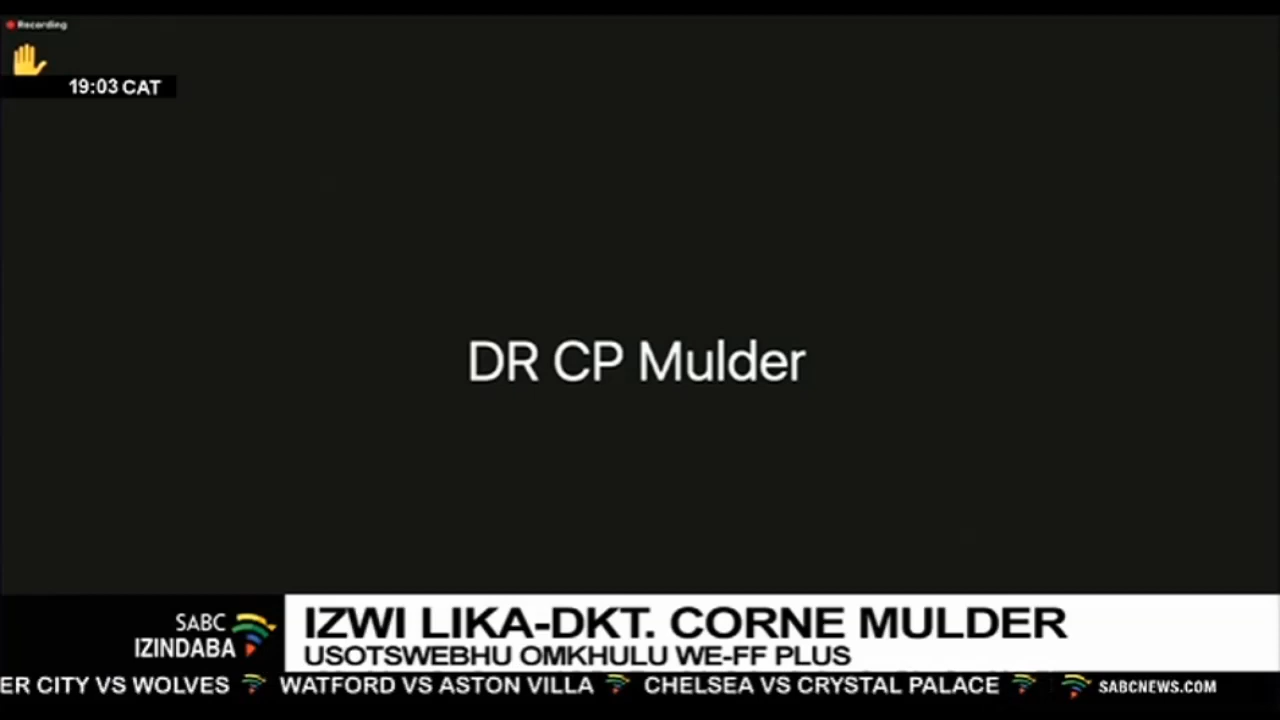 Recording
19:03 CAT
DR CP Mulder
SABC
IZINDABA
IZWI LIKA-DKT. CORNE MULDER
USOTSWEBHU OMKHULU WE-FF PLUS
ER CITY VS WOLVES WATFORD VS ASTON VILLA CHELSEA VS CRYSTAL PALACE SABCNEWS.COM